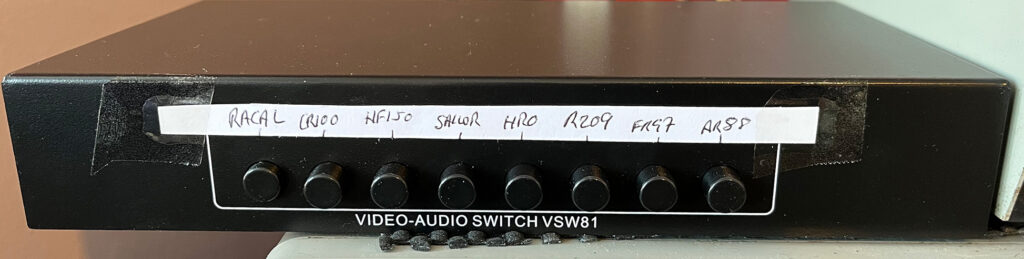 RACAL CR100 HF150 SAILOR HRO R209 FRG7 AR88
VIDEO-AUDIO SWITCH VSW81